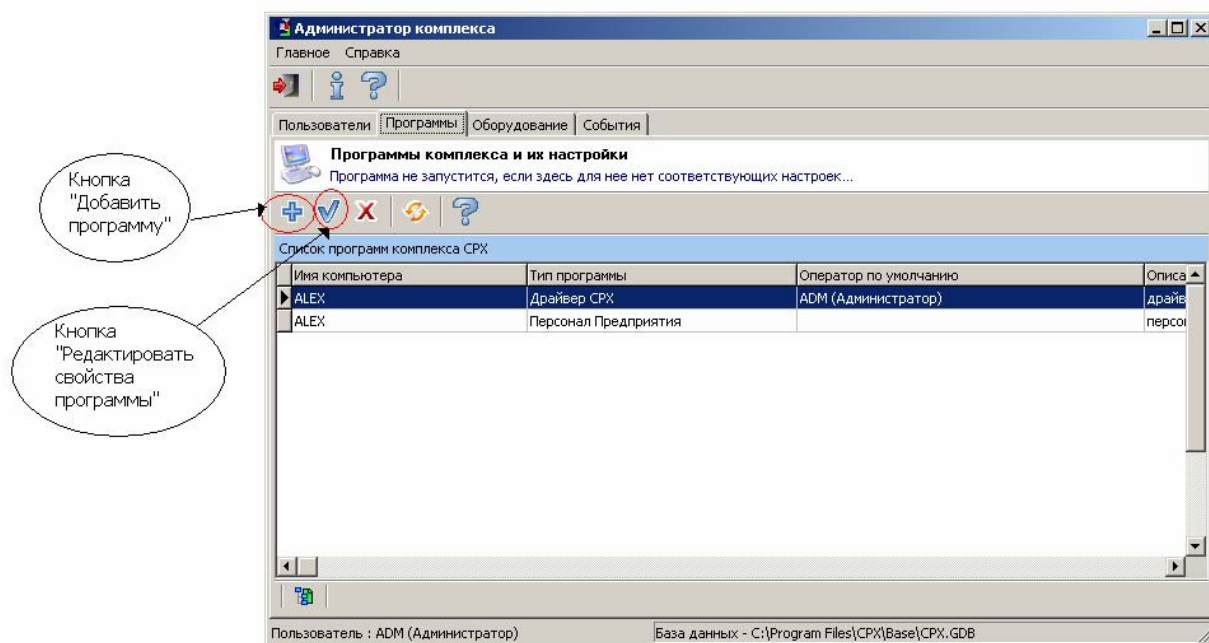 Администратор комплекса
Главное Справка
Пользователи Программы Оборудование События
Программы комплекса и их настройки
Программа не запустится, если здесь для нее нет соответствующих настроек...
Кнопка
"Добавить
программу"
Список программ комплекса CPX
Имя компьютера Тип программы Оператор по умолчанию Описа
ALEX Драйвер CPX ADM (Администратор) драйв
ALEX Персонал Предприятия персо
Кнопка
"Редактировать
свойства
программы"
Пользователь : ADM (Администратор) База данных - C:\Program Files\CPX\Base\CPX.GDB